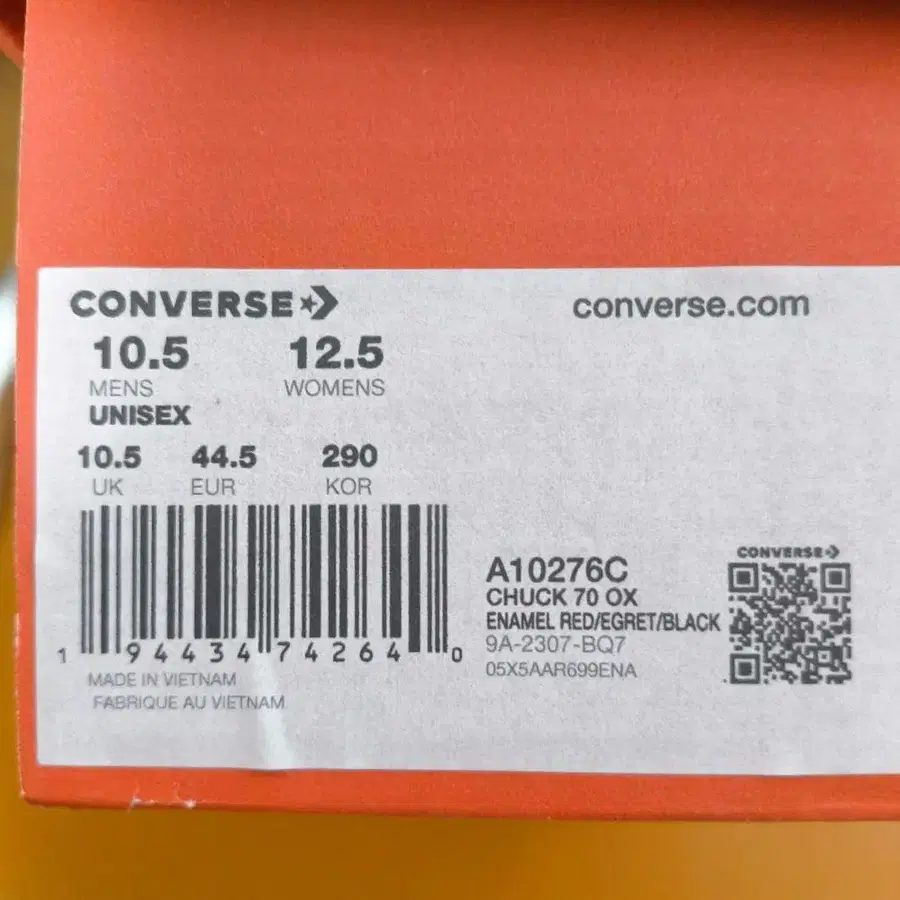 CONVERSE
converse.com
10.5 12.5
MENS WOMENS
UNISEX
10.5 44.5 290
UK EUR KOR
1 94434 74264 0
MADE IN VIETNAM
FABRIQUE AU VIETNAM
A10276C
CHUCK 70 OX
ENAMEL RED/EGRET/BLACK
9A-2307-BQ7
05X5AAR699ENA
CONVERSE